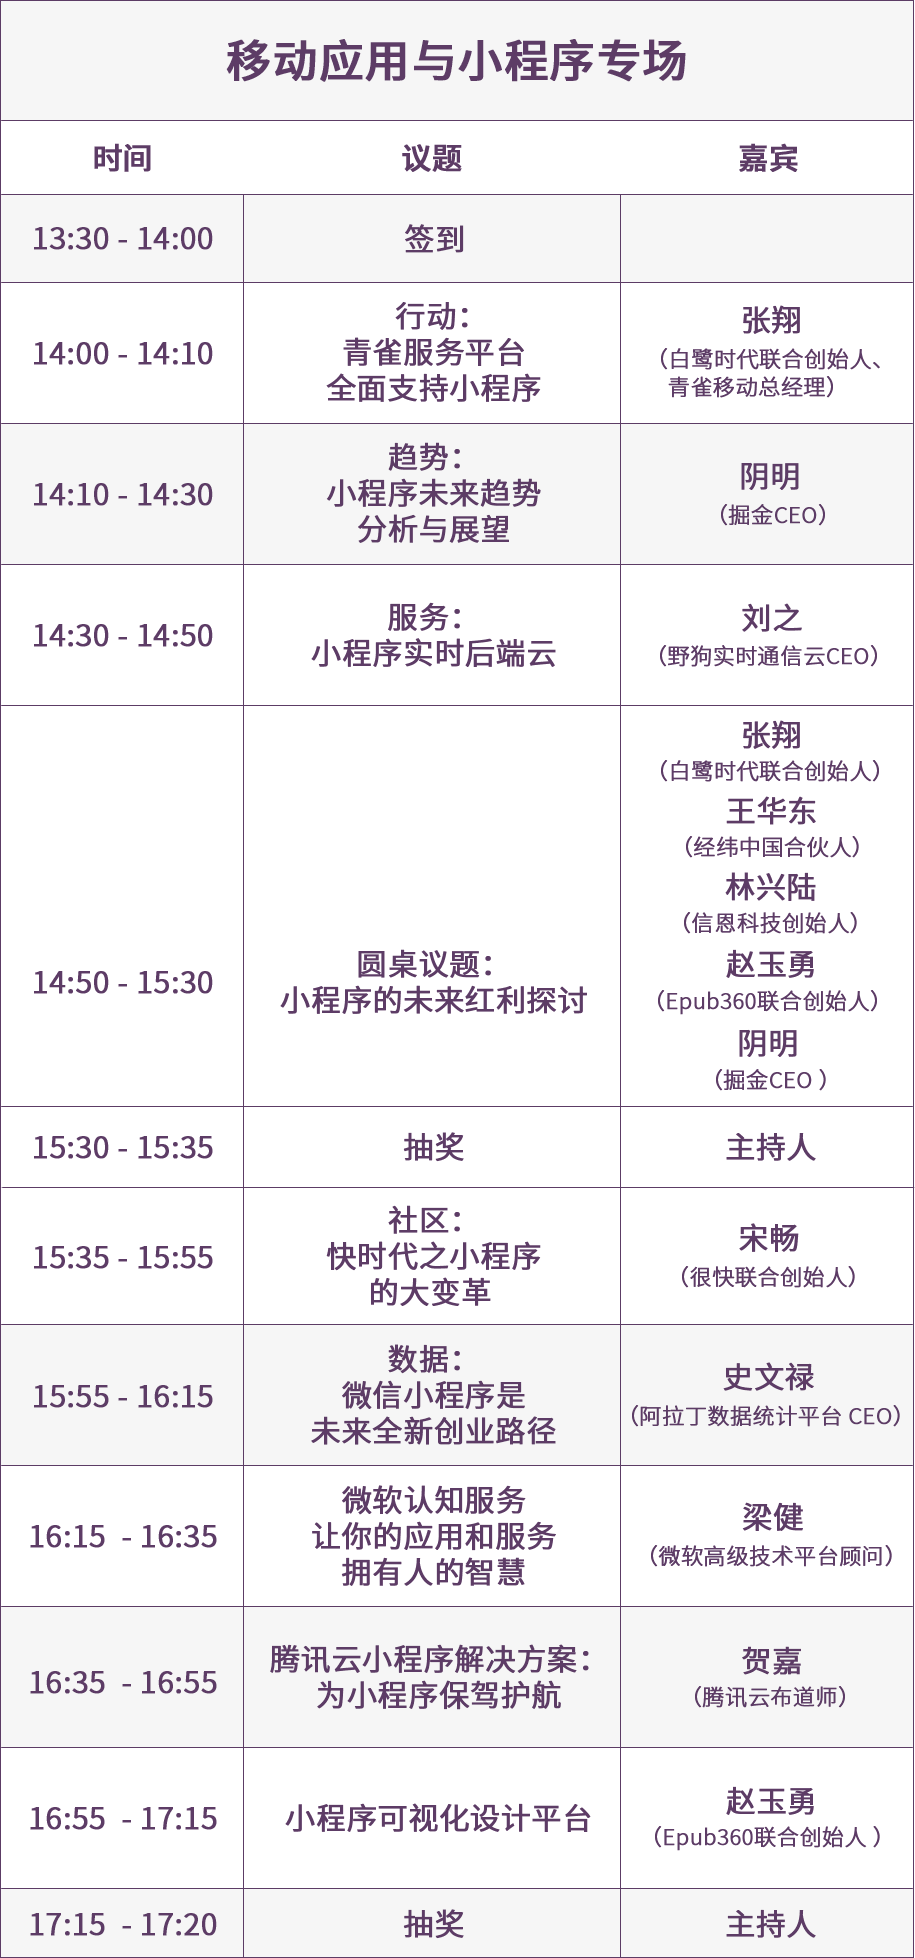 移动应用与小程序专场
时间 议题 嘉宾
13:30 - 14:00 签到
14:00 - 14:10
行动：
青雀服务平台
全面支持小程序
张翔
（白鹭时代联合创始人、
青雀移动总经理）
14:10 - 14:30
趋势：
小程序未来趋势
分析与展望
阴明
（掘金CEO）
14:30 - 14:50
服务：
小程序实时后端云
刘之
（野狗实时通信云CEO）
14:50 - 15:30
圆桌议题：
小程序的未来红利探讨
张翔
（白鹭时代联合创始人）
王华东
（经纬中国合伙人）
林兴陆
（信恩科技创始人）
赵玉勇
（Epub360联合创始人）
阴明
（掘金CEO ）
15:30 - 15:35 抽奖 主持人
15:35 - 15:55
社区：
快时代之小程序
的大变革
宋畅
（很快联合创始人）
15:55 - 16:15
数据：
微信小程序是
未来全新创业路径
史文禄
（阿拉丁数据统计平台 CEO）
16:15 - 16:35
微软认知服务
让你的应用和服务
拥有人的智慧
梁健
（微软高级技术平台顾问）
16:35 - 16:55
腾讯云小程序解决方案：
为小程序保驾护航
贺嘉
（腾讯云布道师）
16:55 - 17:15
小程序可视化设计平台
赵玉勇
（Epub360联合创始人 ）
17:15 - 17:20 抽奖 主持人